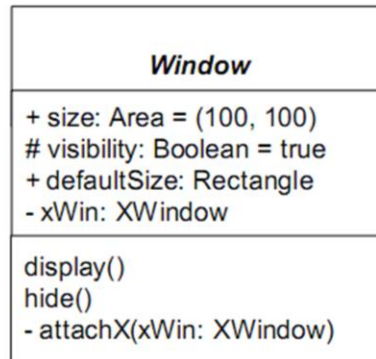 Window
+ size: Area = (100, 100)
# visibility: Boolean = true
+ defaultSize: Rectangle
- xWin: XWindow
display()
hide()
- attachX(xWin: XWindow)